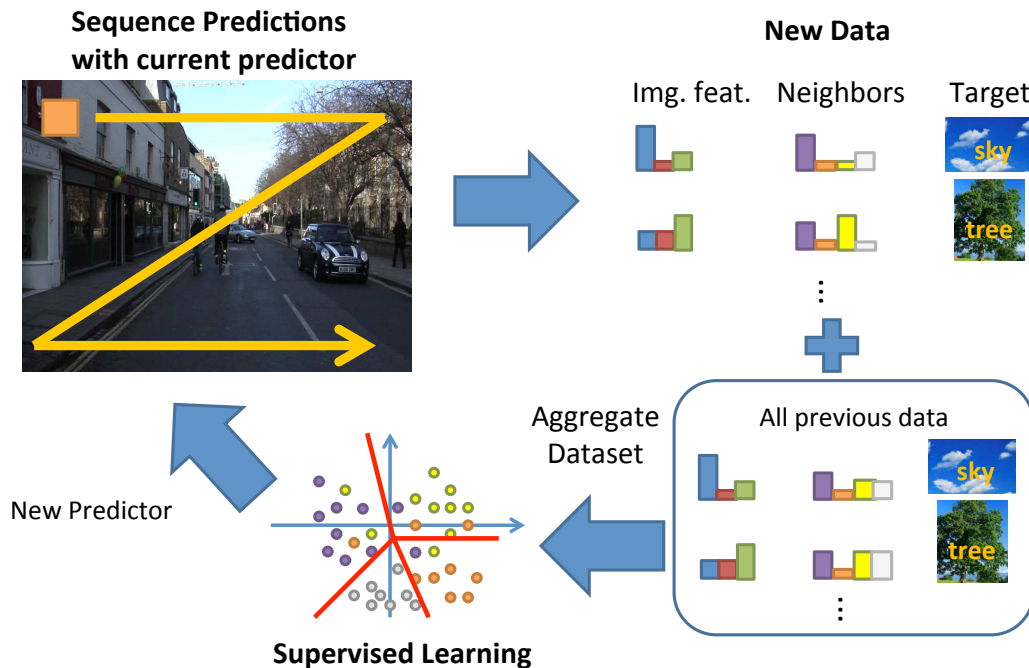 Sequence Predictions
with current predictor
New Data
Img. feat.
Neighbors
Target
sky
tree
Aggregate
Dataset
All previous data
sky
tree
New Predictor
Supervised Learning